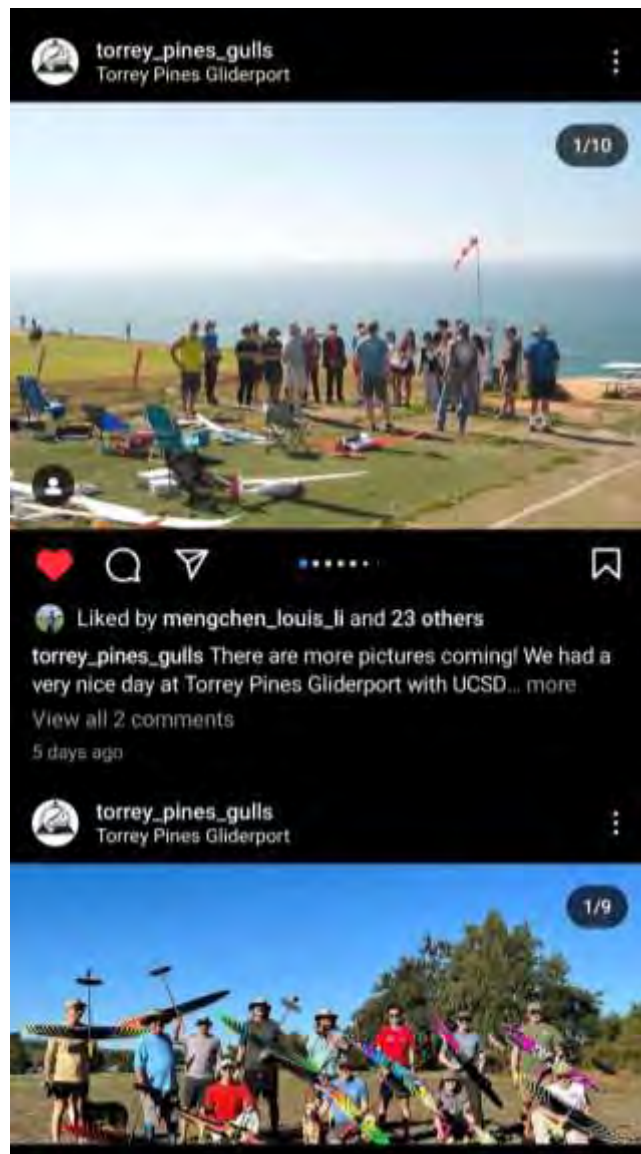 torrey_pines_gulls
Torrey Pines Gliderport
1/10
Liked by mengchen_louis_li and 23 others
torrey_pines_gulls There are more pictures coming! We had a
very nice day at Torrey Pines Gliderport with UCSD... more
View all 2 comments
5 days ago
torrey_pines_gulls
Torrey Pines Gliderport
1/9